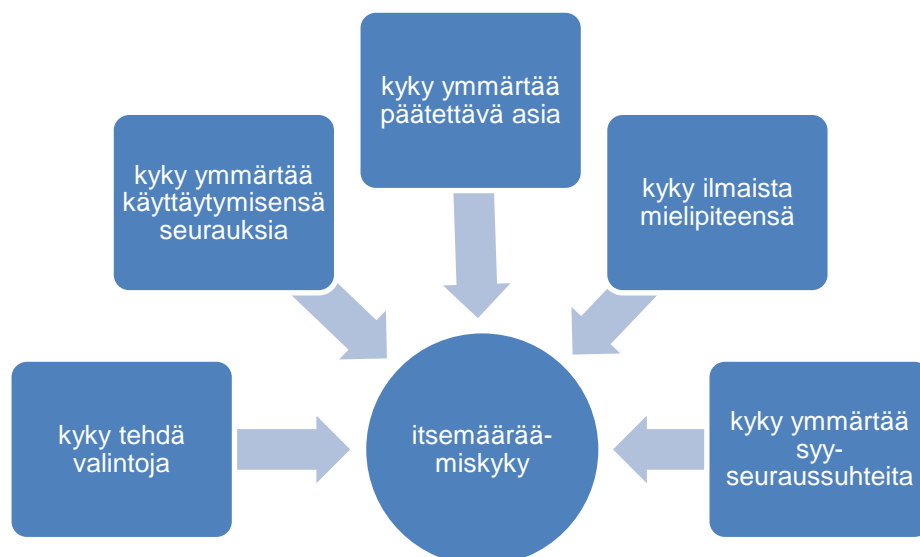 kyky ymmärtää
päätettävä asia
kyky ymmärtää
käyttäytymisensä
seurauksia
kyky ilmaista
mielipiteensä
kyky tehdä
valintoja
itsemäärää-
miskyky
kyky ymmärtää
syy-
seuraussuhteita